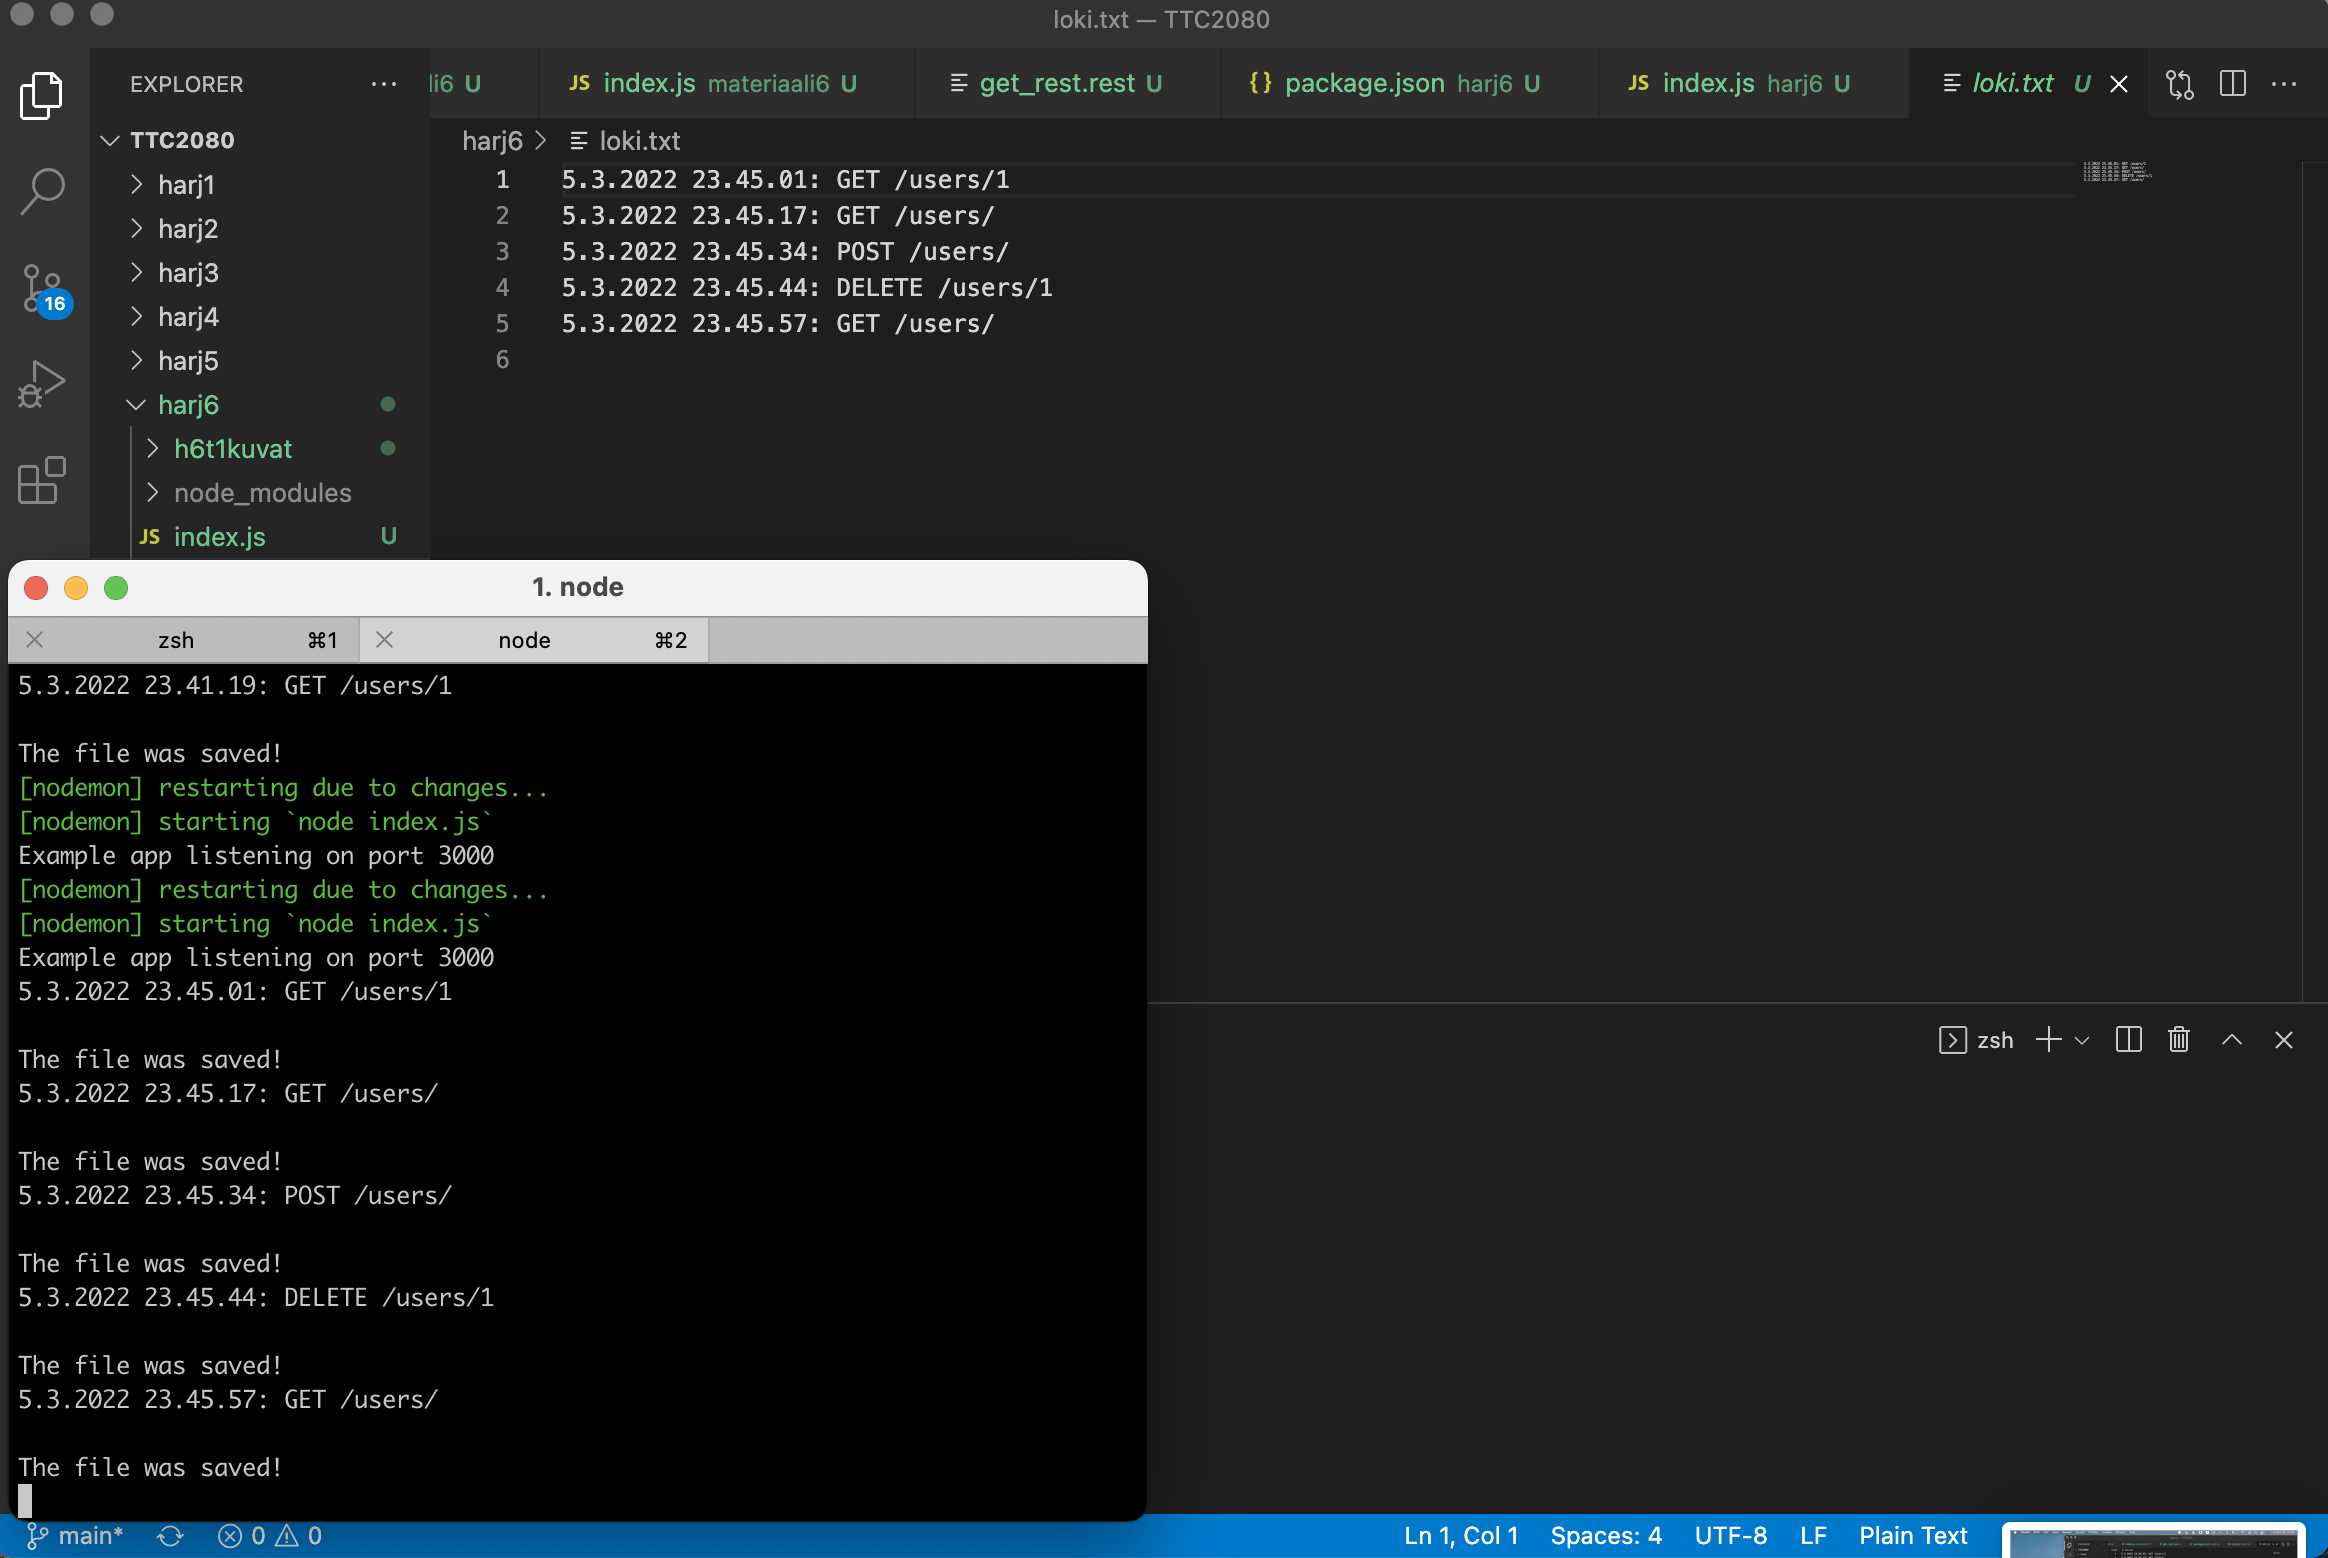 loki.txt — TTC2080
EXPLORER
li6 U
JS index.js materiaali6 U
get_rest.rest U
{} package.json harj6 U
JS index.js harj6 U
loki.txt U
TTC2080
harj6 > loki.txt
harj1
harj2
harj3
harj4
harj5
harj6
h6t1kuvat
node_modules
JS index.js U
16
1 5.3.2022 23.45.01: GET /users/1
2 5.3.2022 23.45.17: GET /users/
3 5.3.2022 23.45.34: POST /users/
4 5.3.2022 23.45.44: DELETE /users/1
5 5.3.2022 23.45.57: GET /users/
6
1. node
zsh ⌘1
node ⌘2
5.3.2022 23.41.19: GET /users/1
The file was saved!
[nodemon] restarting due to changes...
[nodemon] starting `node index.js`
Example app listening on port 3000
[nodemon] restarting due to changes...
[nodemon] starting `node index.js`
Example app listening on port 3000
5.3.2022 23.45.01: GET /users/1
The file was saved!
5.3.2022 23.45.17: GET /users/
The file was saved!
5.3.2022 23.45.34: POST /users/
The file was saved!
5.3.2022 23.45.44: DELETE /users/1
The file was saved!
5.3.2022 23.45.57: GET /users/
The file was saved!
zsh
main* 0 0
Ln 1, Col 1 Spaces: 4 UTF-8 LF Plain Text